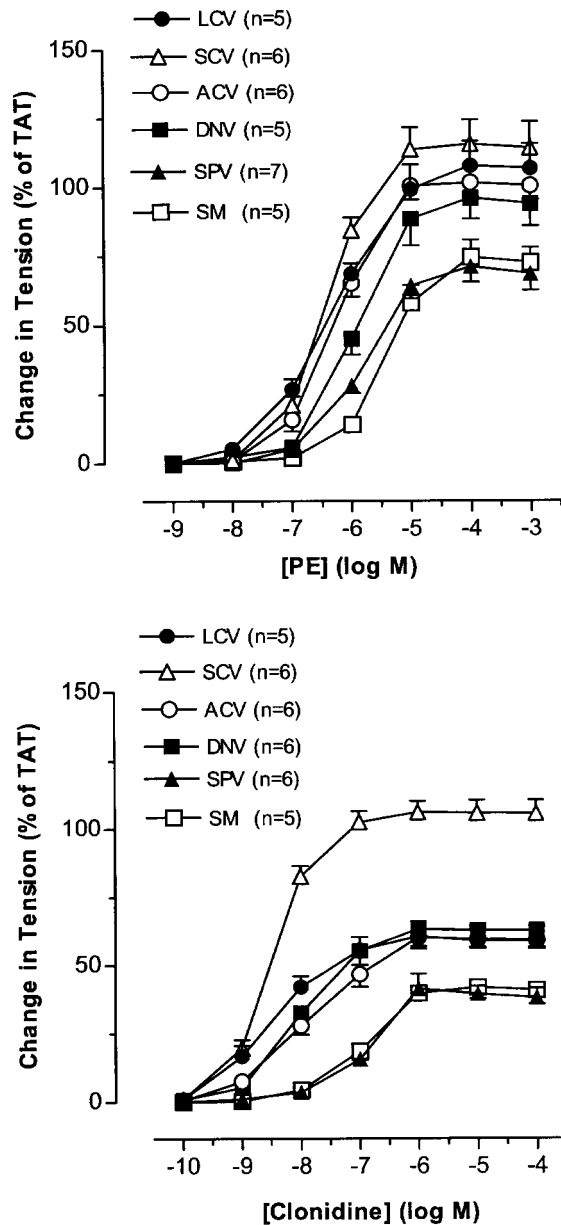 LCV (n=5)
SCV (n=6)
ACV (n=6)
DNV (n=5)
SPV (n=7)
SM (n=5)
150
100
50
0
Change in Tension (% of TAT)
-9 -8 -7 -6 -5 -4 -3
[PE] (log M)
LCV (n=5)
SCV (n=6)
ACV (n=6)
DNV (n=6)
SPV (n=6)
SM (n=5)
150
100
50
0
Change in Tension (% of TAT)
-10 -9 -8 -7 -6 -5 -4
[Clonidine] (log M)